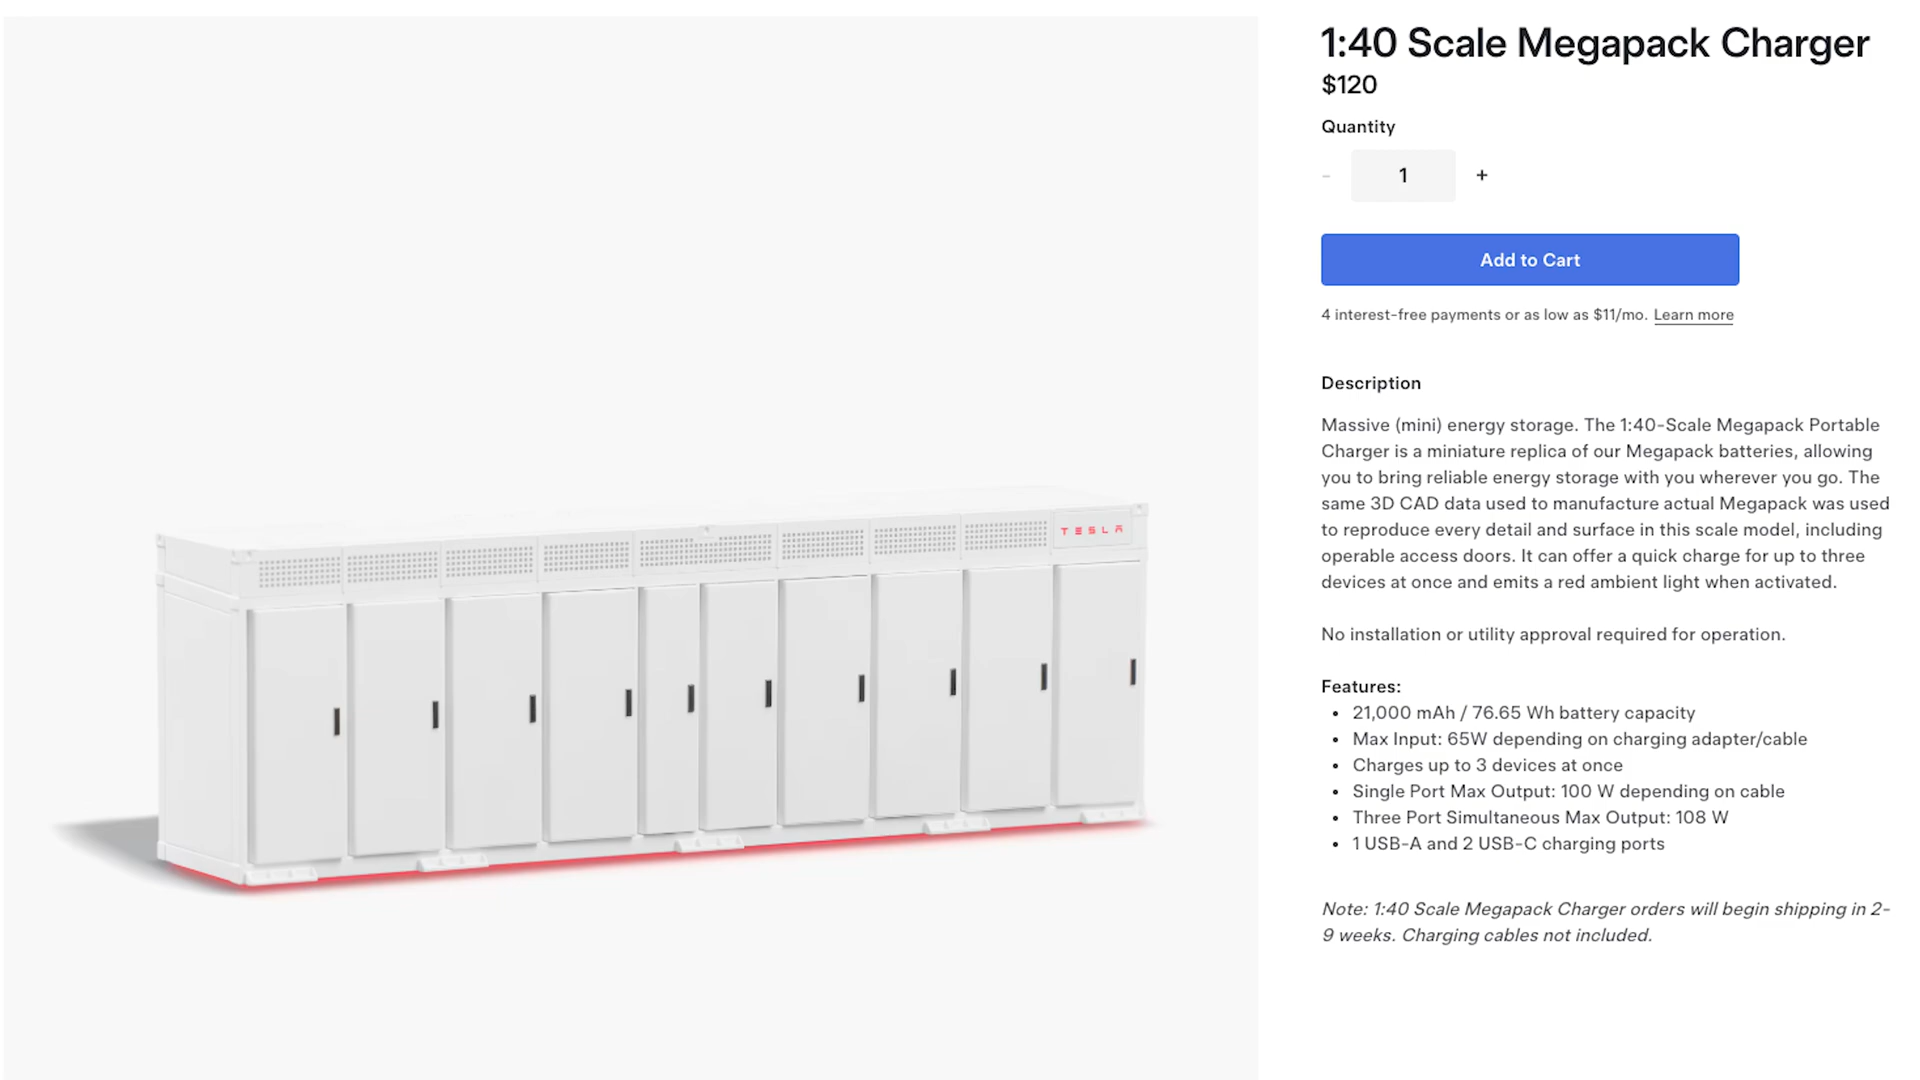 1:40 Scale Megapack Charger
$120
Quantity
- 1 +
Add to Cart
4 interest-free payments or as low as $11/mo. Learn more
Description
Massive (mini) energy storage. The 1:40-Scale Megapack Portable
Charger is a miniature replica of our Megapack batteries, allowing
you to bring reliable energy storage with you wherever you go. The
same 3D CAD data used to manufacture actual Megapack was used
to reproduce every detail and surface in this scale model, including
operable access doors. It can offer a quick charge for up to three
devices at once and emits a red ambient light when activated.
No installation or utility approval required for operation.
Features:
• 21,000 mAh / 76.65 Wh battery capacity
• Max Input: 65W depending on charging adapter/cable
• Charges up to 3 devices at once
• Single Port Max Output: 100 W depending on cable
• Three Port Simultaneous Max Output: 108 W
• 1 USB-A and 2 USB-C charging ports
Note: 1:40 Scale Megapack Charger orders will begin shipping in 2-
9 weeks. Charging cables not included.
TESLA